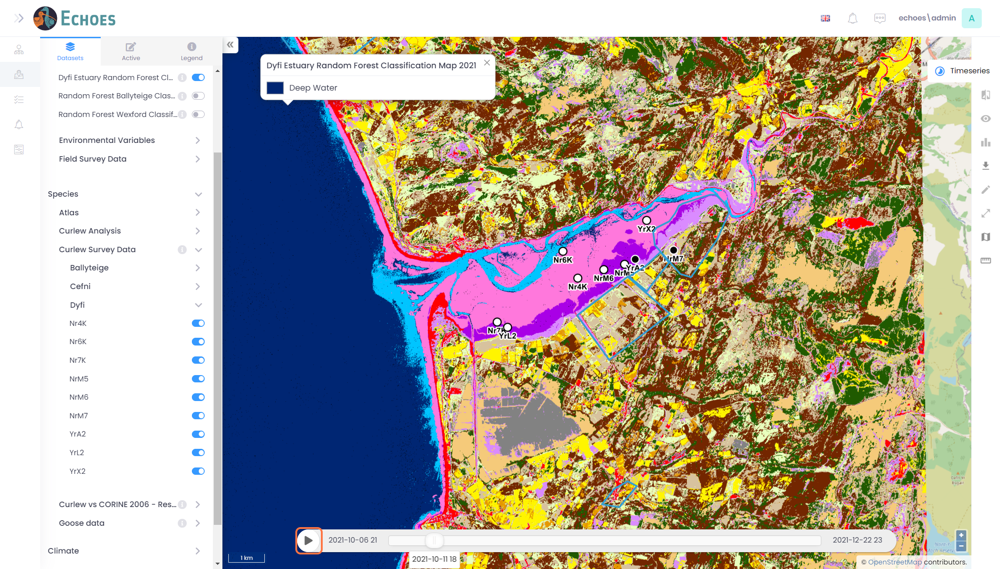 ECHOES
echoes\admin
A
Datasets
Active
Legend
Dyfi Estuary Random Forest Cl...
Random Forest Ballyteige Clas...
Random Forest Wexford Classif...
Environmental Variables
Field Survey Data
Species
Atlas
Curlew Analysis
Curlew Survey Data
Ballyteige
Cefni
Dyfi
Nr4K
Nr6K
Nr7K
NrM5
NrM6
NrM7
YrA2
YrL2
YrX2
Curlew vs CORINE 2006 - Res...
Goose data
Climate
Dyfi Estuary Random Forest Classification Map 2021
Deep Water
Timeseries
YrX2
Nr6K
NrM6
YrA2
Nr4K
YrL2
Cefn Yr
Esgair
2021-10-06 21
2021-12-22 23
2021-10-11 18
1 km
+
−
© OpenStreetMap contributors.